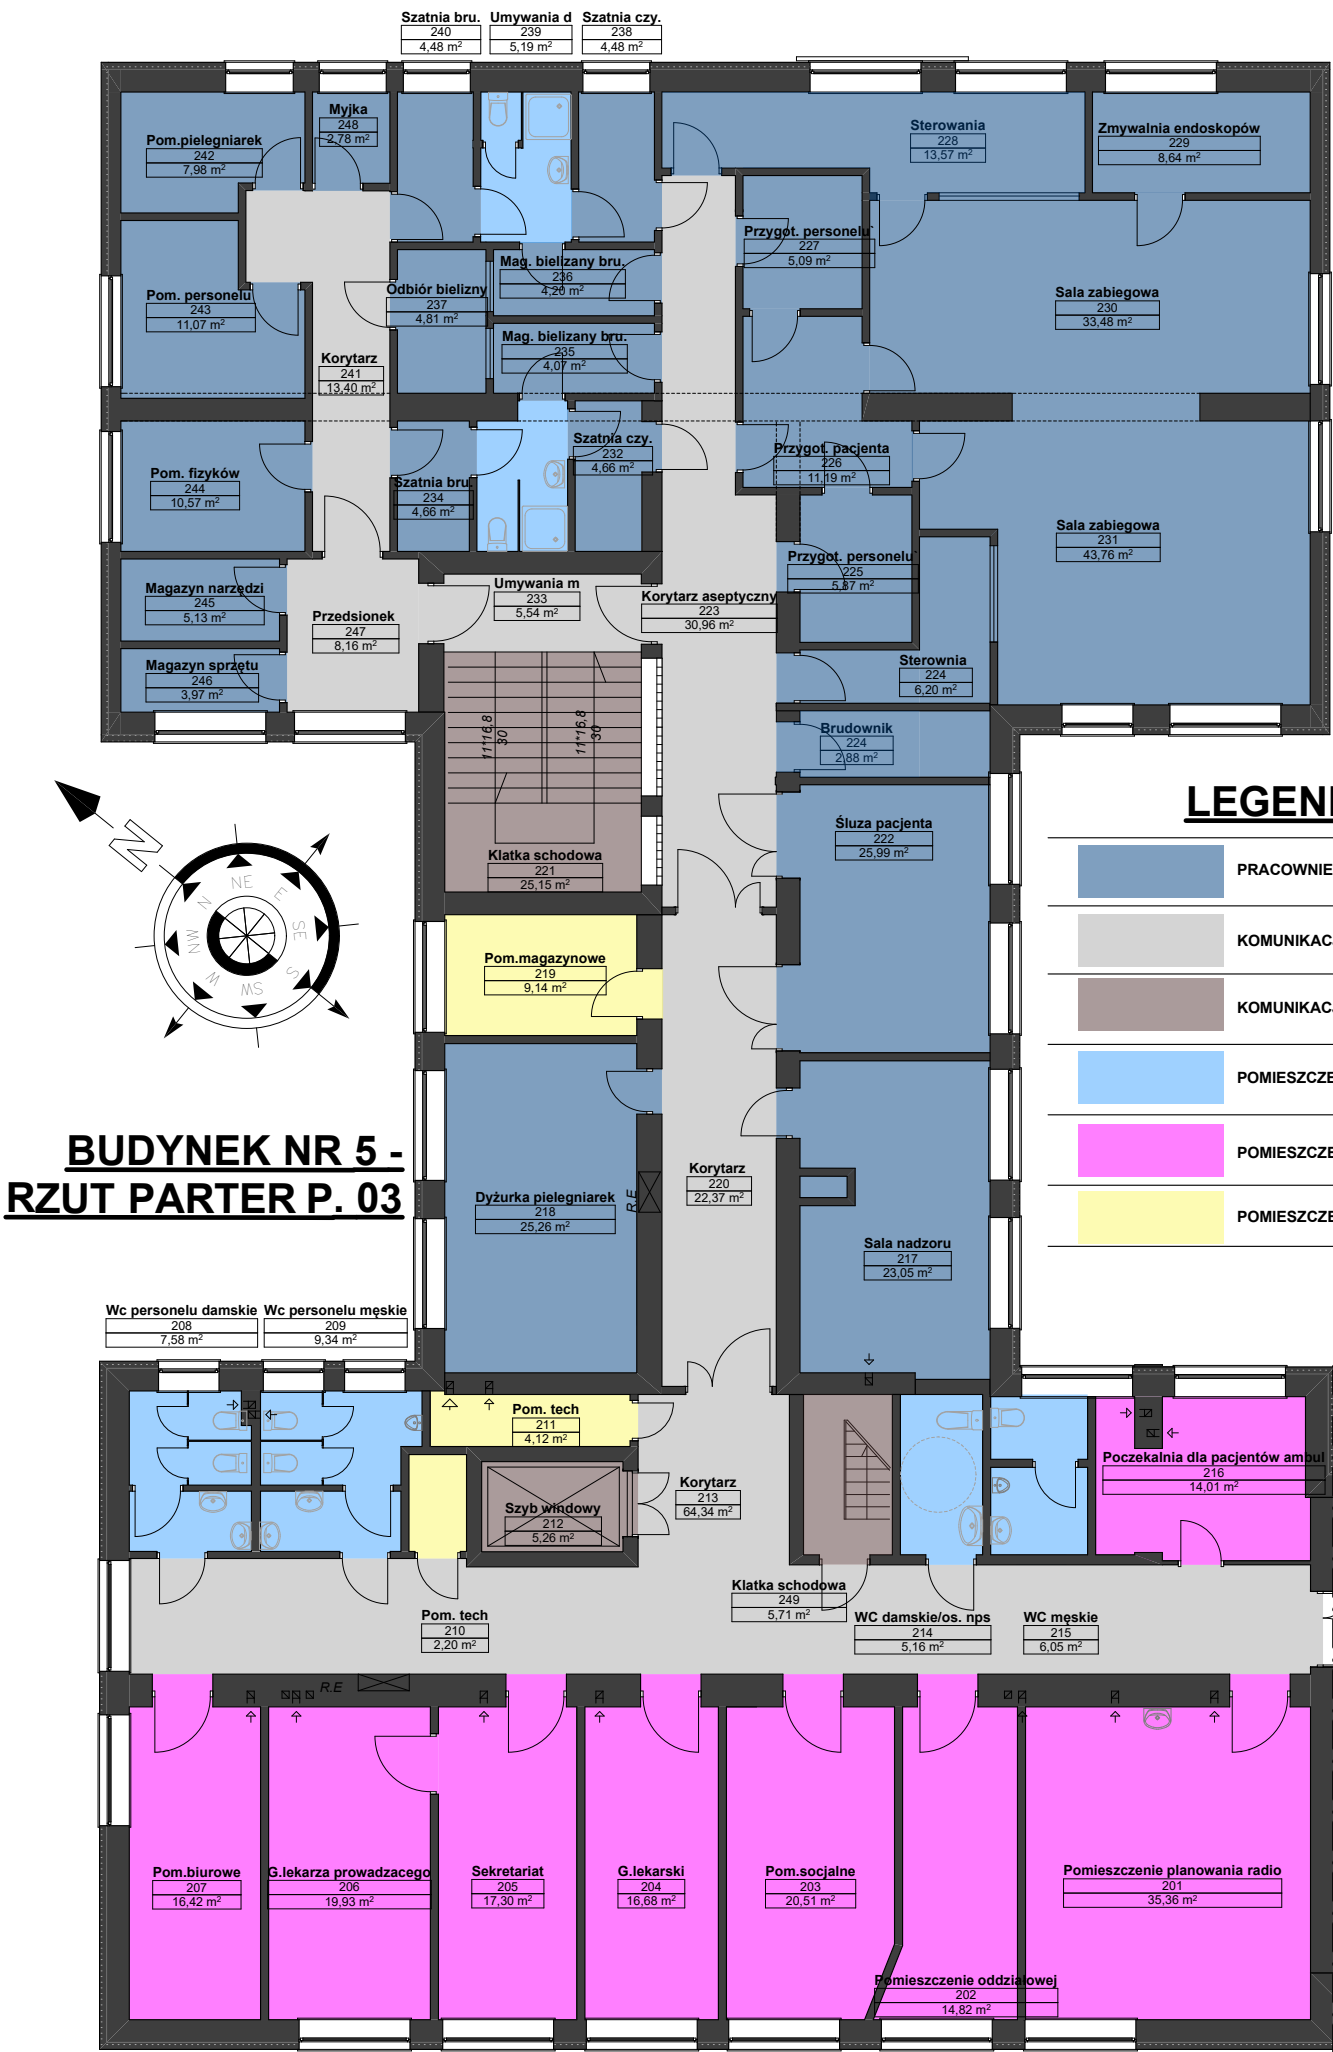 Szatnia bru.
240
4,48 m²
Umywania d
239
5,19 m²
Szatnia czy.
238
4,48 m²
Pom.pielegniarek
242
7,98 m²
Myjka
248
2,78 m²
Sterowania
228
13,57 m²
Zmywalnia endoskopów
229
8,64 m²
Przygot. personelu`
227
5,09 m²
Pom. personelu
243
11,07 m²
Odbiór bielizny
237
4,81 m²
Mag. bielizany bru.
236
4,20 m²
Sala zabiegowa
230
33,48 m²
Mag. bielizany bru.
235
4,07 m²
Korytarz
241
13,40 m²
Szatnia czy.
232
4,66 m²
Przygot. pacjenta
226
11,19 m²
Pom. fizyków
244
10,57 m²
Szatnia bru.
234
4,66 m²
Sala zabiegowa
231
43,76 m²
Przygot. personelu`
225
5,87 m²
Magazyn narzędzi
245
5,13 m²
Umywania m
233
5,54 m²
Korytarz aseptyczny
223
30,96 m²
Przedsionek
247
8,16 m²
Magazyn sprzętu
246
3,97 m²
Sterownia
224
6,20 m²
11*16,8
30
11*16,8
30
Brudownik
224
2,88 m²
Klatka schodowa
221
25,15 m²
Śluza pacjenta
222
25,99 m²
LEGEN
PRACOWNIE
KOMUNIKAC
KOMUNIKAC
POMIESZCZE
POMIESZCZE
POMIESZCZE
N
N
NE
E
SE
S
SW
W
MN
Pom.magazynowe
219
9,14 m²
BUDYNEK NR 5 -
RZUT PARTER P. 03
Dyżurka pielegniarek
218
25,26 m²
R.E
Korytarz
220
22,37 m²
Sala nadzoru
217
23,05 m²
Wc personelu damskie
208
7,58 m²
Wc personelu męskie
209
9,34 m²
Pom. tech
211
4,12 m²
Szyb windowy
212
5,26 m²
Korytarz
213
64,34 m²
Poczekalnia dla pacjentów ambul
216
14,01 m²
Klatka schodowa
249
5,71 m²
Pom. tech
210
2,20 m²
WC damskie/os. nps
214
5,16 m²
WC męskie
215
6,05 m²
R.E
Pom.biurowe
207
16,42 m²
G.lekarza prowadzacego
206
19,93 m²
Sekretariat
205
17,30 m²
G.lekarski
204
16,68 m²
Pom.socjalne
203
20,51 m²
Pomieszczenie planowania radio
201
35,36 m²
Pomieszczenie oddziałowej
202
14,82 m²